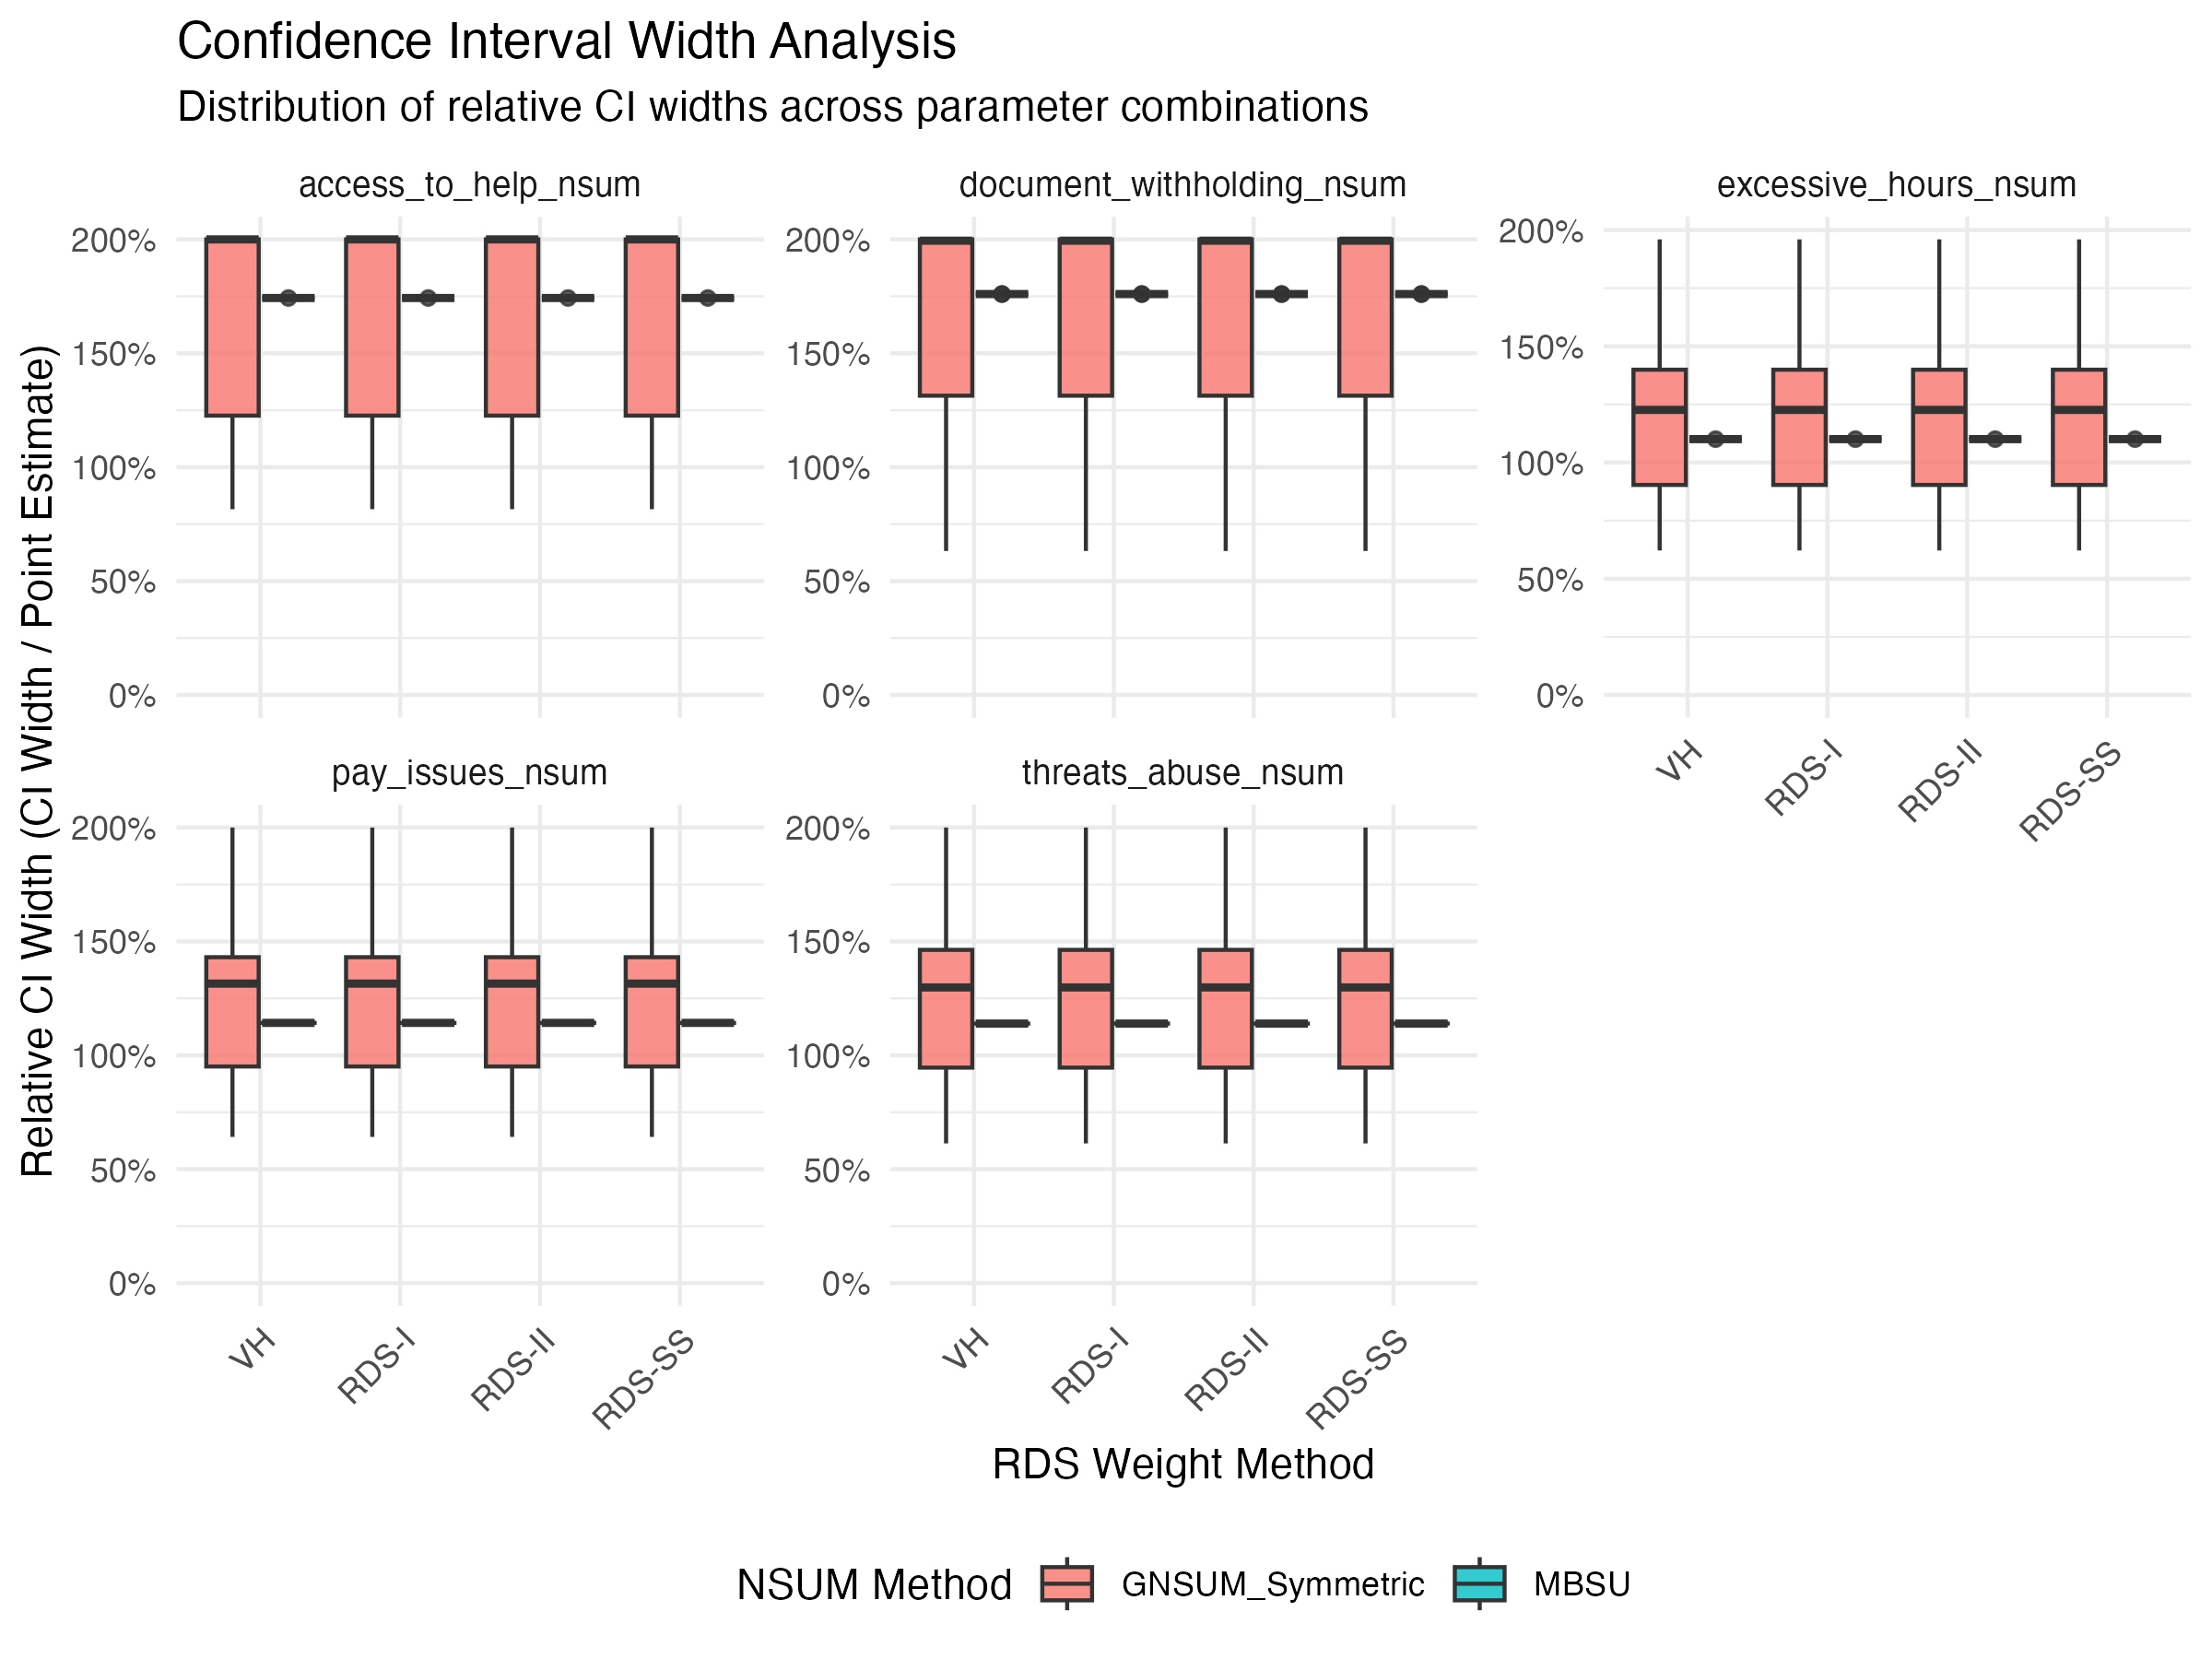 Confidence Interval Width Analysis
Distribution of relative CI widths across parameter combinations
access_to_help_nsum
document_withholding_nsum
excessive_hours_nsum
200%
150%
100%
50%
0%
200%
150%
100%
50%
0%
200%
150%
100%
50%
0%
VH
RDS-I
RDS-II
RDS-SS
pay_issues_nsum
threats_abuse_nsum
200%
150%
100%
50%
0%
200%
150%
100%
50%
0%
VH
RDS-I
RDS-II
RDS-SS
VH
RDS-I
RDS-II
RDS-SS
Relative CI Width (CI Width / Point Estimate)
RDS Weight Method
NSUM Method
GNSUM_Symmetric
MBSU